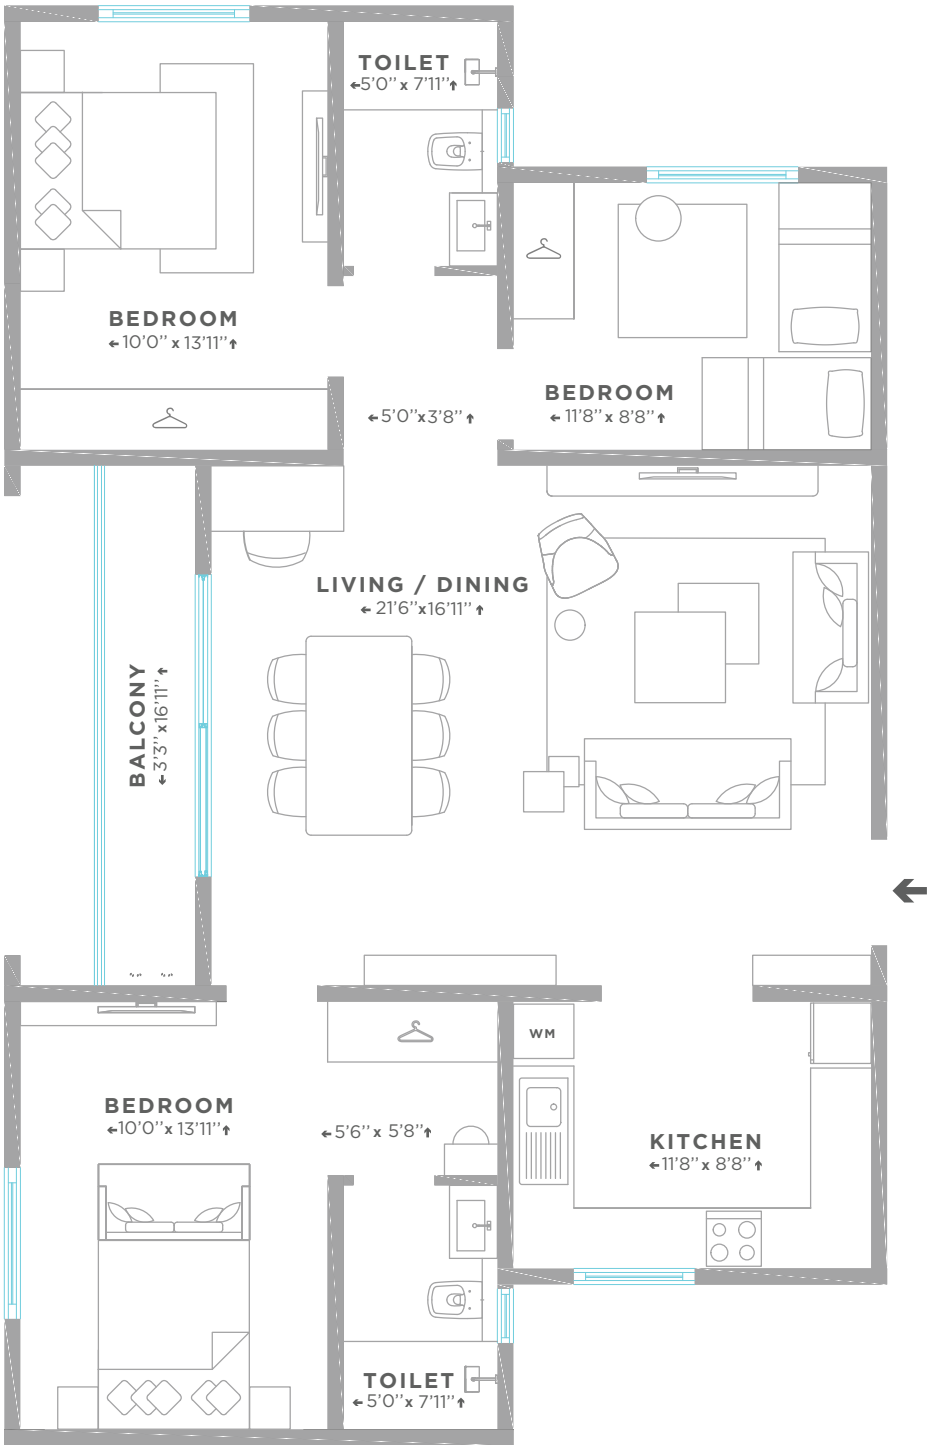 TOILET
←5’0’’ x 7’11’’↑
BEDROOM
←10’0’’ x 13’11’’↑
BEDROOM
← 11’8’’x 8’8’’↑
←5’0’’x3’8’’ ↑
LIVING / DINING
← 21’6’’x16’11’’ ↑
BALCONY
←3’3’’x16’11’’↑
←
WM
BEDROOM
←10’0’’x 13’11’’↑
←5’6’’x 5’8’’↑
KITCHEN
←11’8’’x 8’8’’ ↑
TOILET
← 5’0’’x 7’11’’ ↑